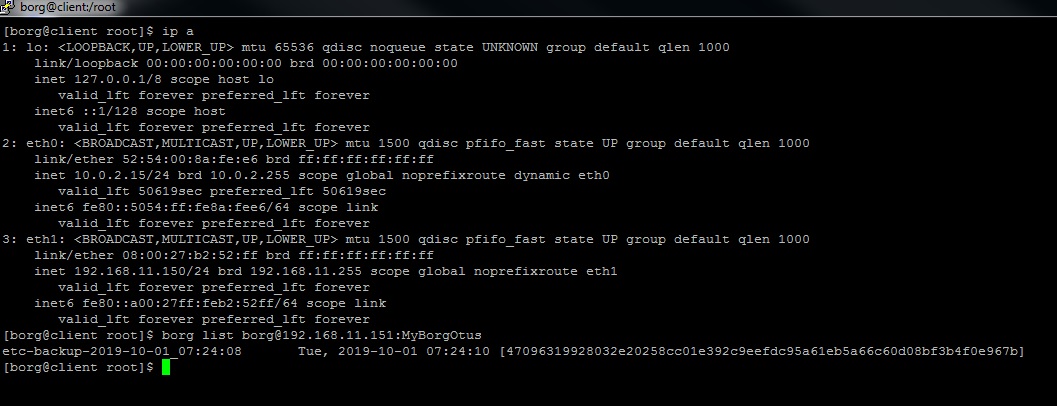 borg@client:/root
[borg@client root]$ ip a
1: lo: <LOOPBACK,UP,LOWER_UP> mtu 65536 qdisc noqueue state UNKNOWN group default qlen 1000
    link/loopback 00:00:00:00:00:00 brd 00:00:00:00:00:00
    inet 127.0.0.1/8 scope host lo
       valid_lft forever preferred_lft forever
    inet6 ::1/128 scope host
       valid_lft forever preferred_lft forever
2: eth0: <BROADCAST,MULTICAST,UP,LOWER_UP> mtu 1500 qdisc pfifo_fast state UP group default qlen 1000
    link/ether 52:54:00:8a:fe:e6 brd ff:ff:ff:ff:ff:ff
    inet 10.0.2.15/24 brd 10.0.2.255 scope global noprefixroute dynamic eth0
       valid_lft 50619sec preferred_lft 50619sec
    inet6 fe80::5054:ff:fe8a:fee6/64 scope link
       valid_lft forever preferred_lft forever
3: eth1: <BROADCAST,MULTICAST,UP,LOWER_UP> mtu 1500 qdisc pfifo_fast state UP group default qlen 1000
    link/ether 08:00:27:b2:52:ff brd ff:ff:ff:ff:ff:ff
    inet 192.168.11.150/24 brd 192.168.11.255 scope global noprefixroute eth1
       valid_lft forever preferred_lft forever
    inet6 fe80::a00:27ff:feb2:52ff/64 scope link
       valid_lft forever preferred_lft forever
[borg@client root]$ borg list borg@192.168.11.151:MyBorgOtus
etc-backup-2019-10-01_07:24:08       Tue, 2019-10-01 07:24:10 [47096319928032e20258cc01e392c9eefdc95a61eb5a66c60d08bf3b4f0e967b]
[borg@client root]$